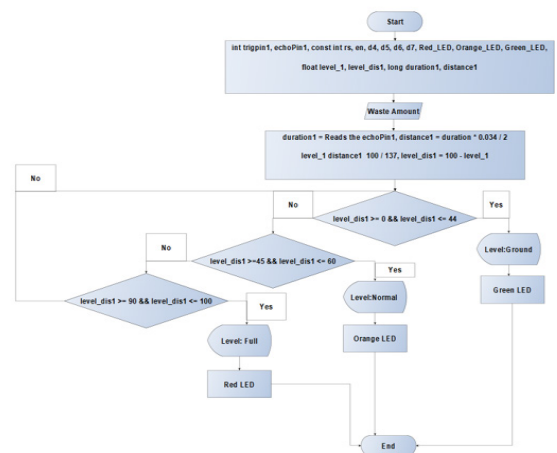 Start
int trigpin1, echoPin1, const int rs, en, d4, d5, d6, d7, Red_LED, Orange_LED, Green_LED,
float level_1, level_dis1, long duration1, distance1
Waste Amount
duration1 = Reads the echoPin1, distance1 = duration * 0.034 / 2
level_1 distance1 100 / 137, level_dis1 = 100 - level_1
No
No
Yes
level_dis1 >= 0 && level_dis1 <= 44
No
level_dis1 >=45 && level_dis1 <= 60
Level:Ground
Yes
Green LED
level_dis1 >= 90 && level_dis1 <= 100
Yes
Level:Normal
Level: Full
Orange LED
Red LED
End